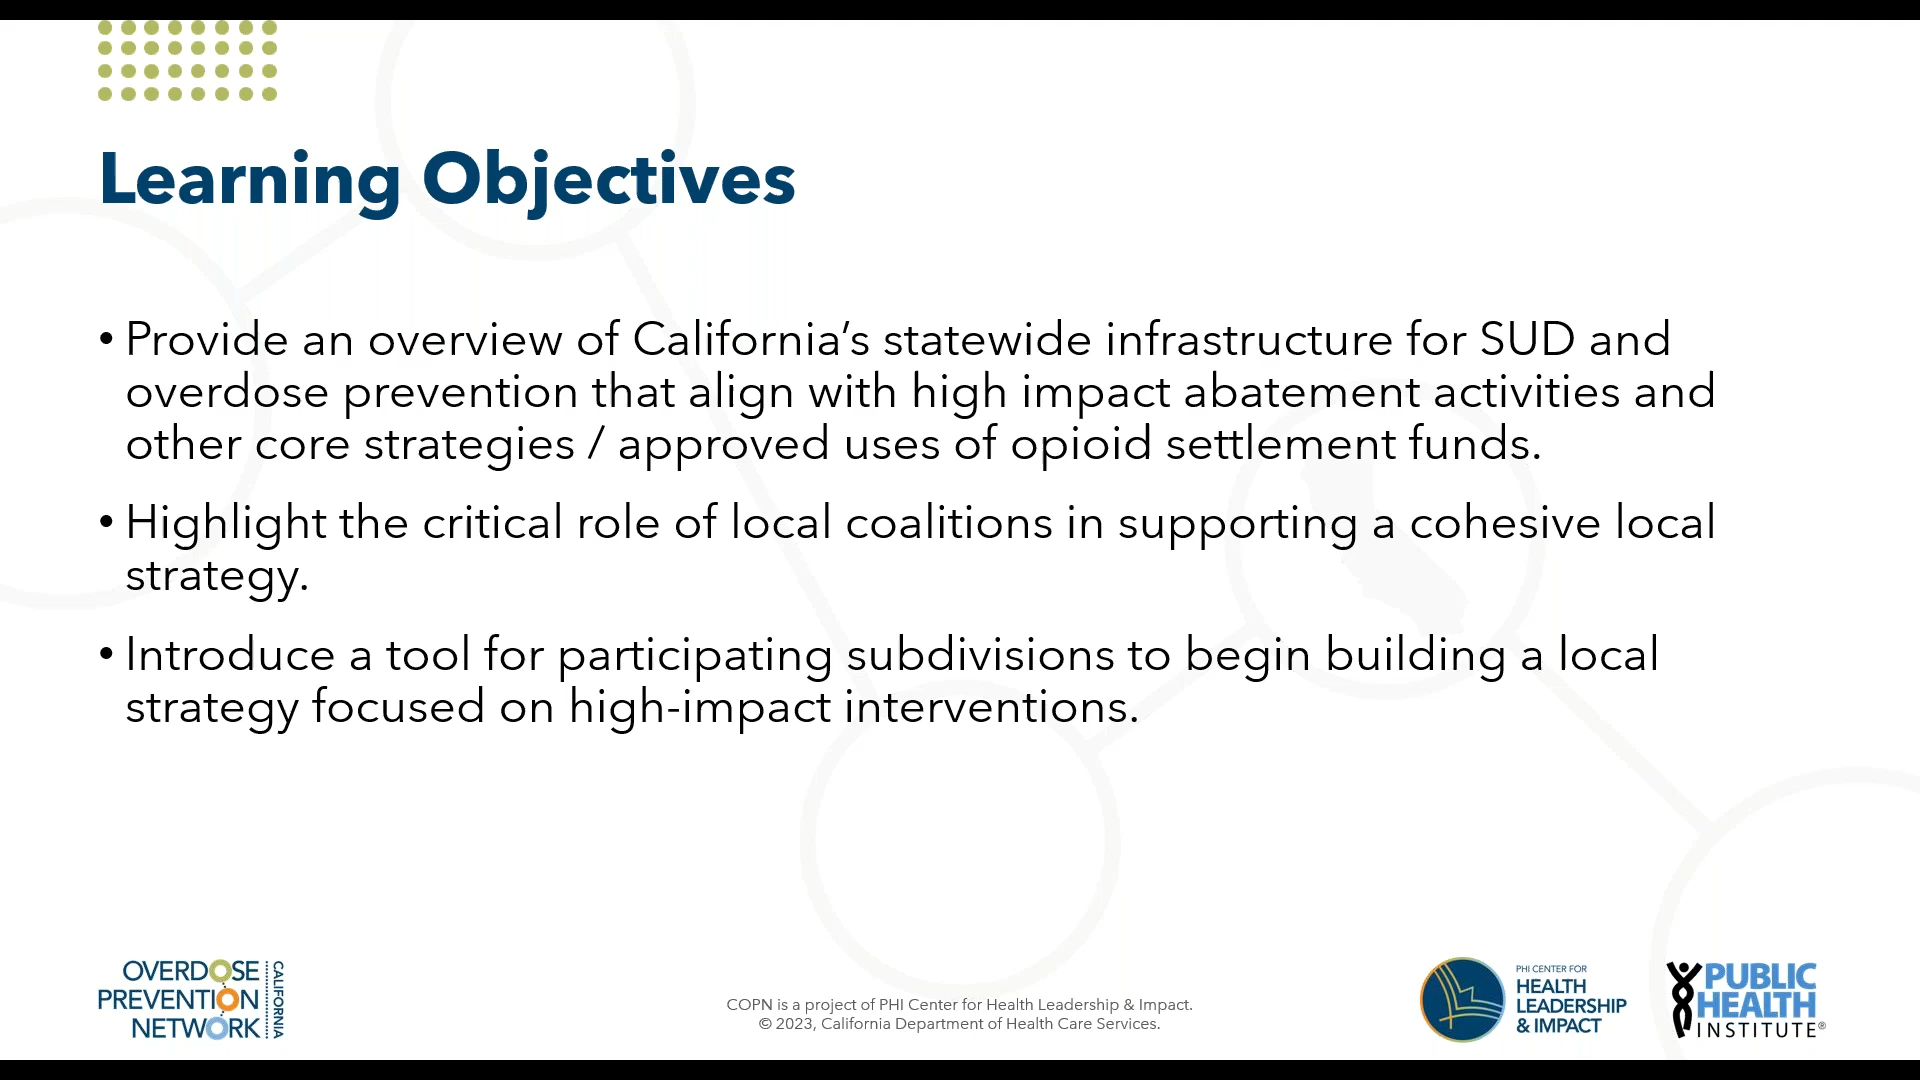 Learning Objectives
• Provide an overview of California’s statewide infrastructure for SUD and
overdose prevention that align with high impact abatement activities and
other core strategies / approved uses of opioid settlement funds.
• Highlight the critical role of local coalitions in supporting a cohesive local
strategy.
• Introduce a tool for participating subdivisions to begin building a local
strategy focused on high-impact interventions.
OVERDOSE
PREVENTION
NETWORK
CALIFORNIA
COPN is a project of PHI Center for Health Leadership & Impact.
© 2023, California Department of Health Care Services.
PHI CENTER FOR
HEALTH
LEADERSHIP
& IMPACT
PUBLIC
HEALTH
INSTITUTE®